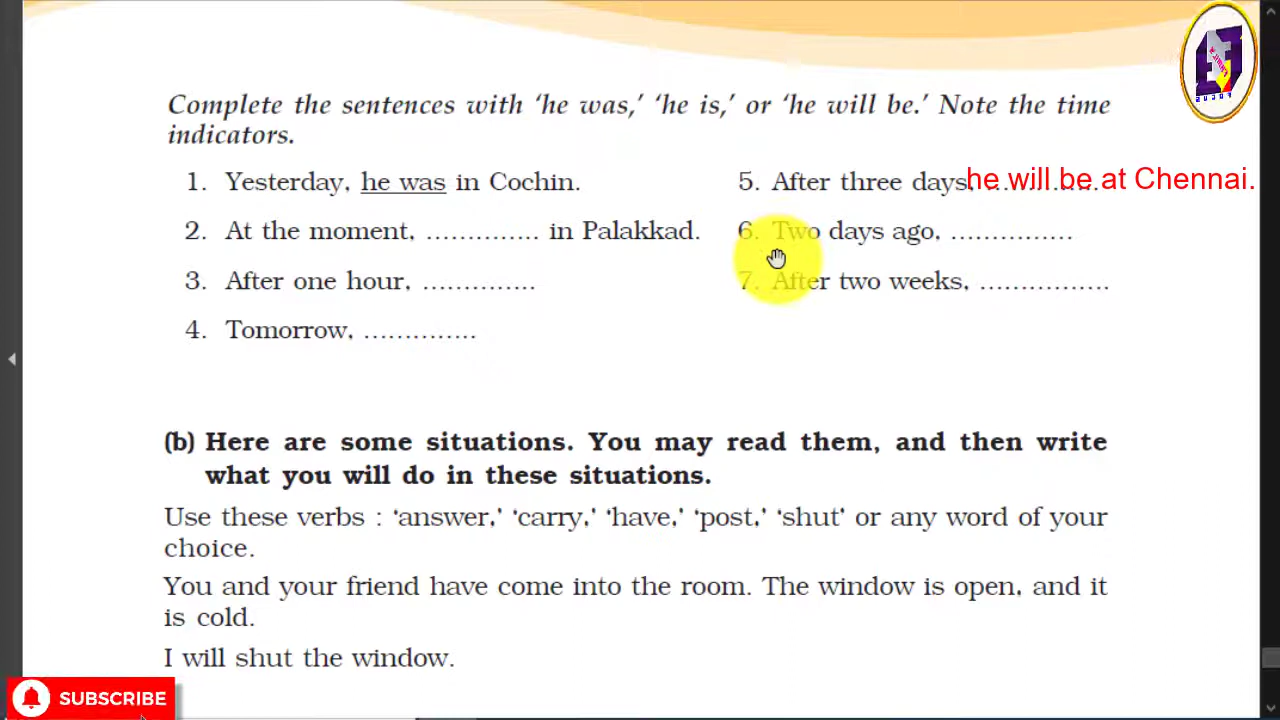 Complete the sentences with ‘he was,’ ‘he is,’ or ‘he will be.’ Note the time
indicators.
1. Yesterday, he was in Cochin.
2. At the moment, .............. in Palakkad.
3. After one hour, ..............
4. Tomorrow, ..............
5. After three days, ..............
he will be at Chennai.
6. Two days ago, ...............
7. After two weeks, ................
(b) Here are some situations. You may read them, and then write
what you will do in these situations.
Use these verbs : ‘answer,’ ‘carry,’ ‘have,’ ‘post,’ ‘shut’ or any word of your
choice.
You and your friend have come into the room. The window is open, and it
is cold.
I will shut the window.
SUBSCRIBE